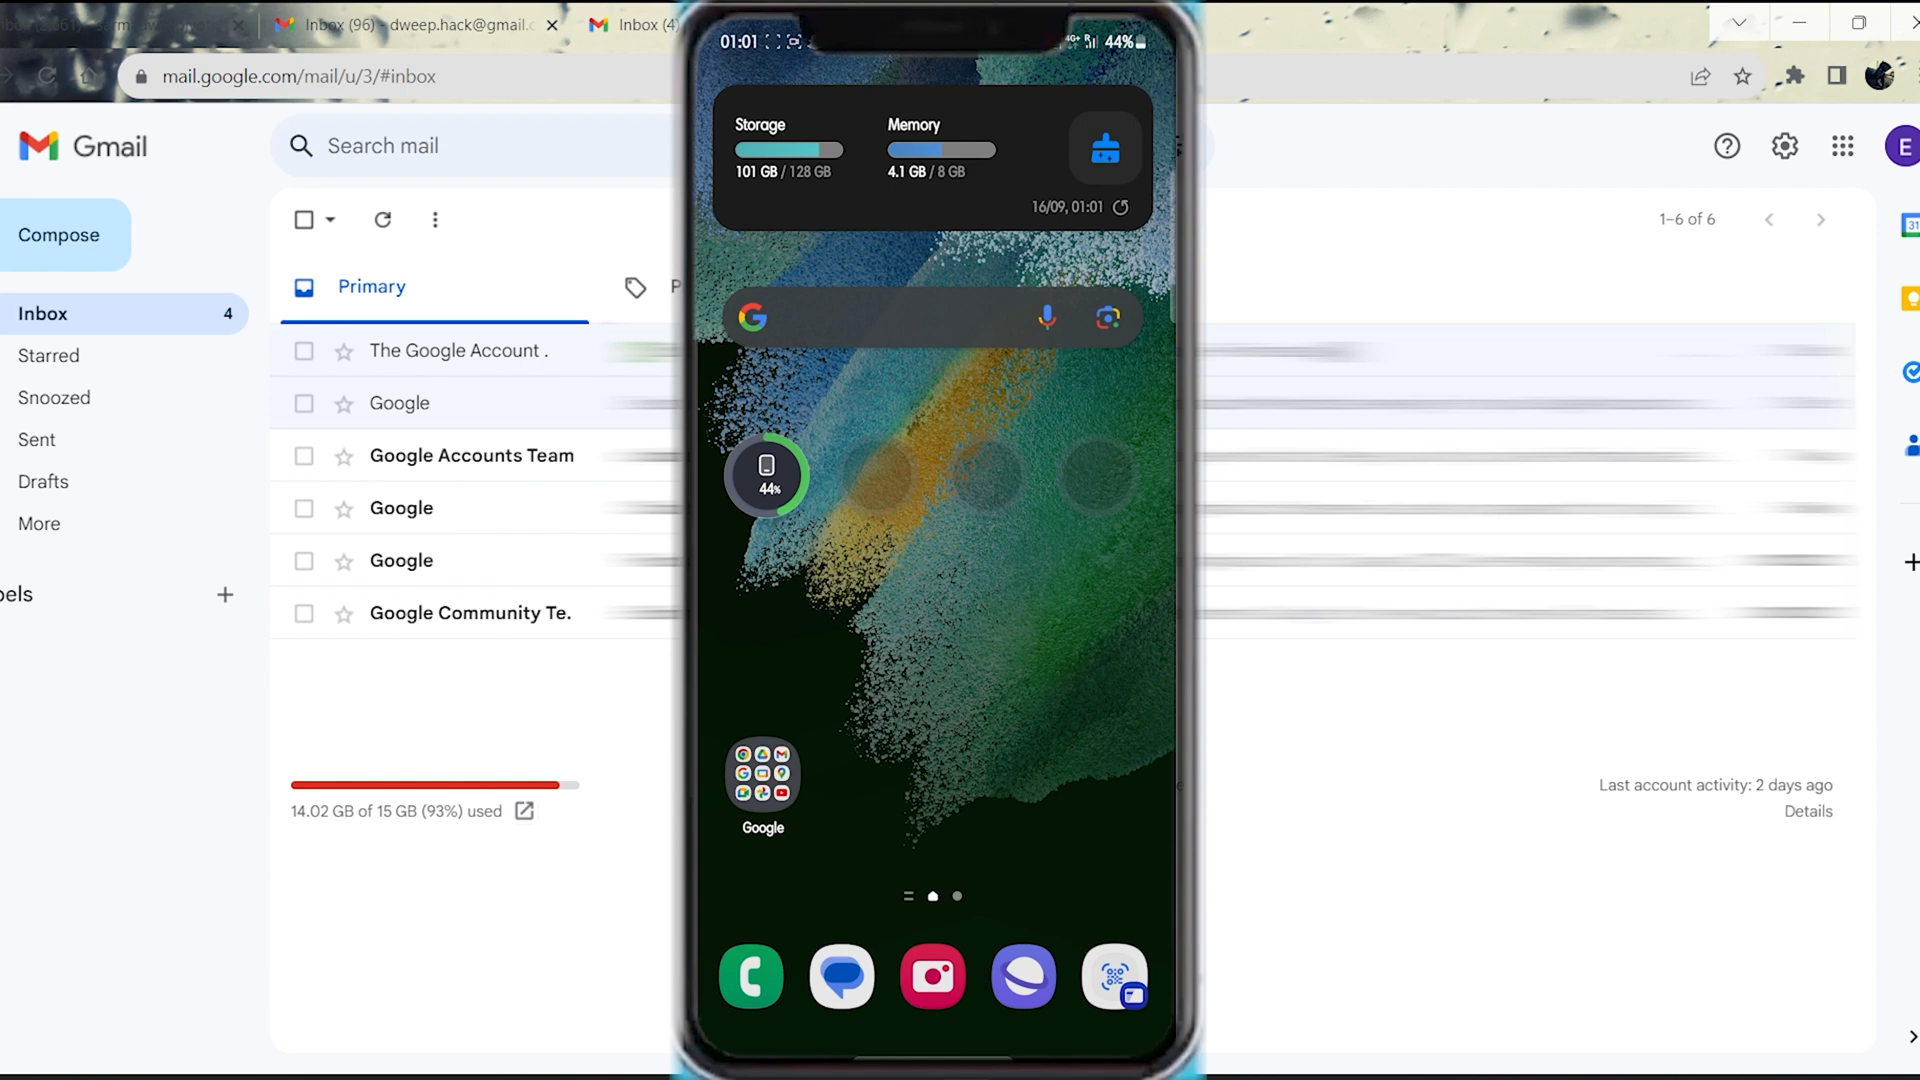 Inbox (96) - dweep.hack@gmail.c
Inbox (4)
mail.google.com/mail/u/3/#inbox
Gmail
Search mail
E
Compose
1–6 of 6
Primary
P
Inbox 4
Starred
Snoozed
Sent
Drafts
More
bels
The Google Account .
Google
Google Accounts Team
Google
Google
Google Community Te.
14.02 GB of 15 GB (93%) used
Last account activity: 2 days ago
Details
31
01:01
4G+ R 44%
Storage
Memory
101 GB / 128 GB
4.1 GB / 8 GB
16/09, 01:01
44%
Google